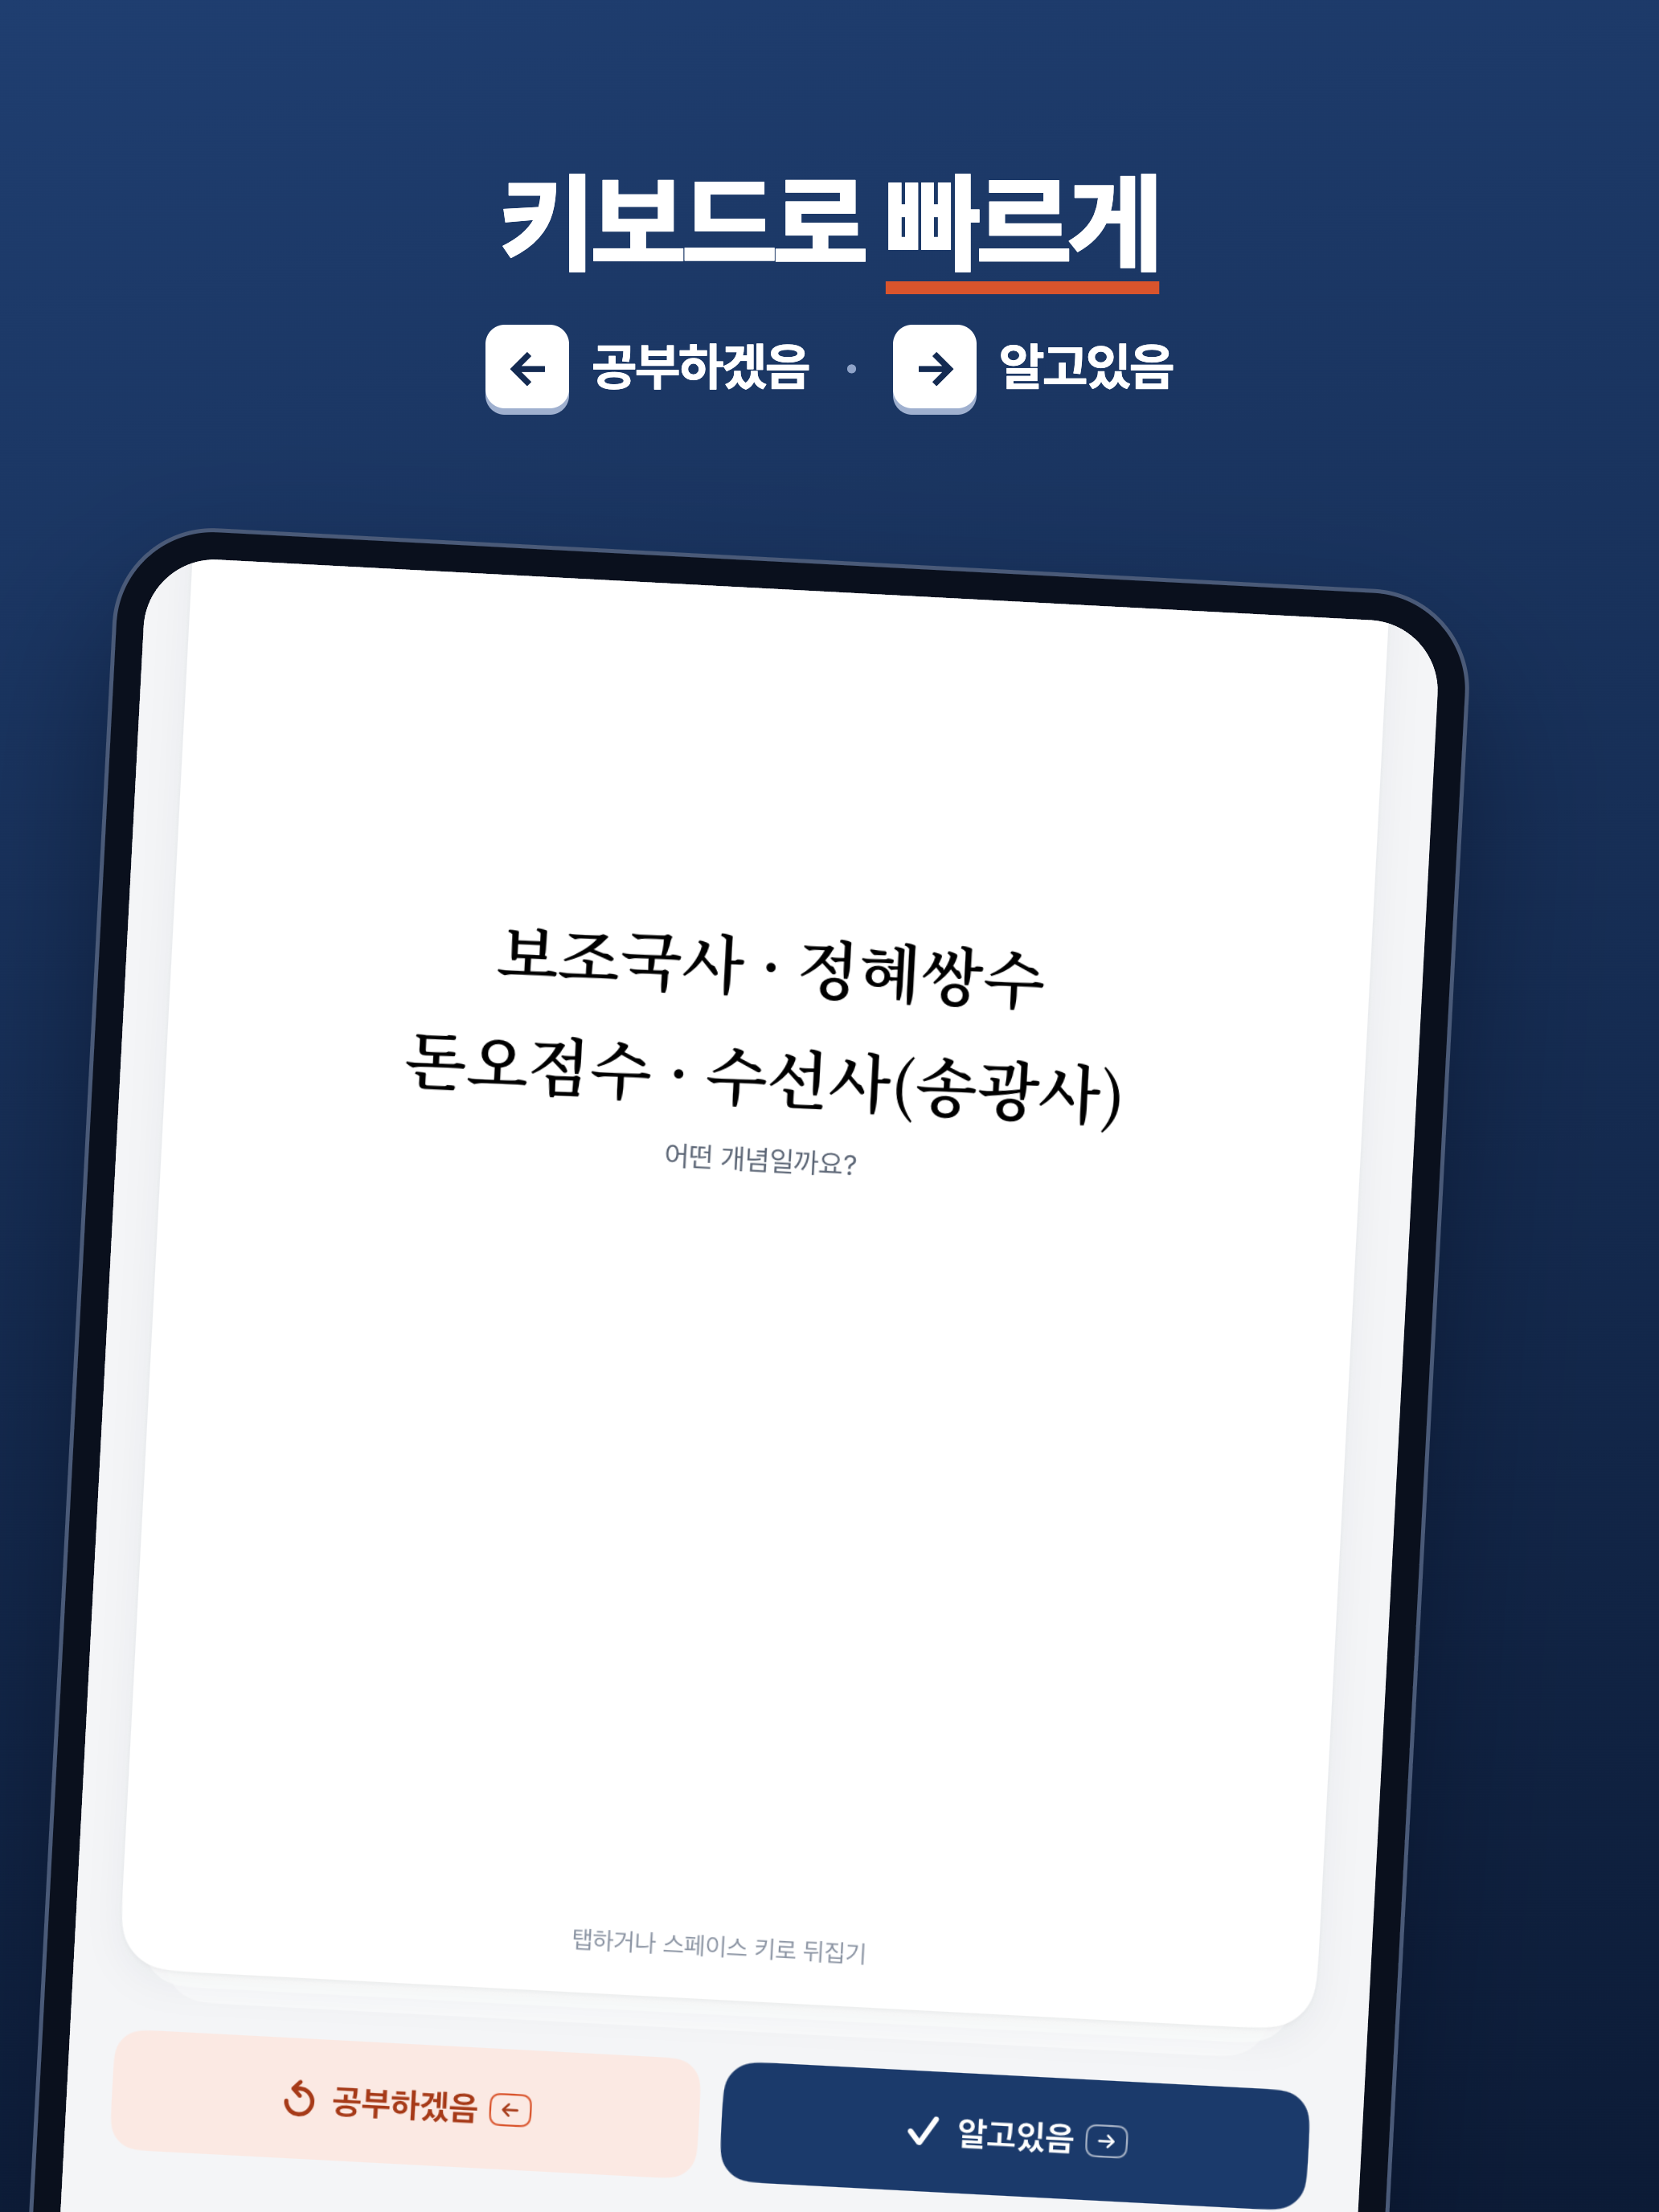 키보드로 빠르게
← 공부하겠음 · → 알고있음
보조국사 · 정혜쌍수
돈오점수 · 수선사(송광사)
어떤 개념일까요?
탭하거나 스페이스 키로 뒤집기
공부하겠음 ←
알고있음 →